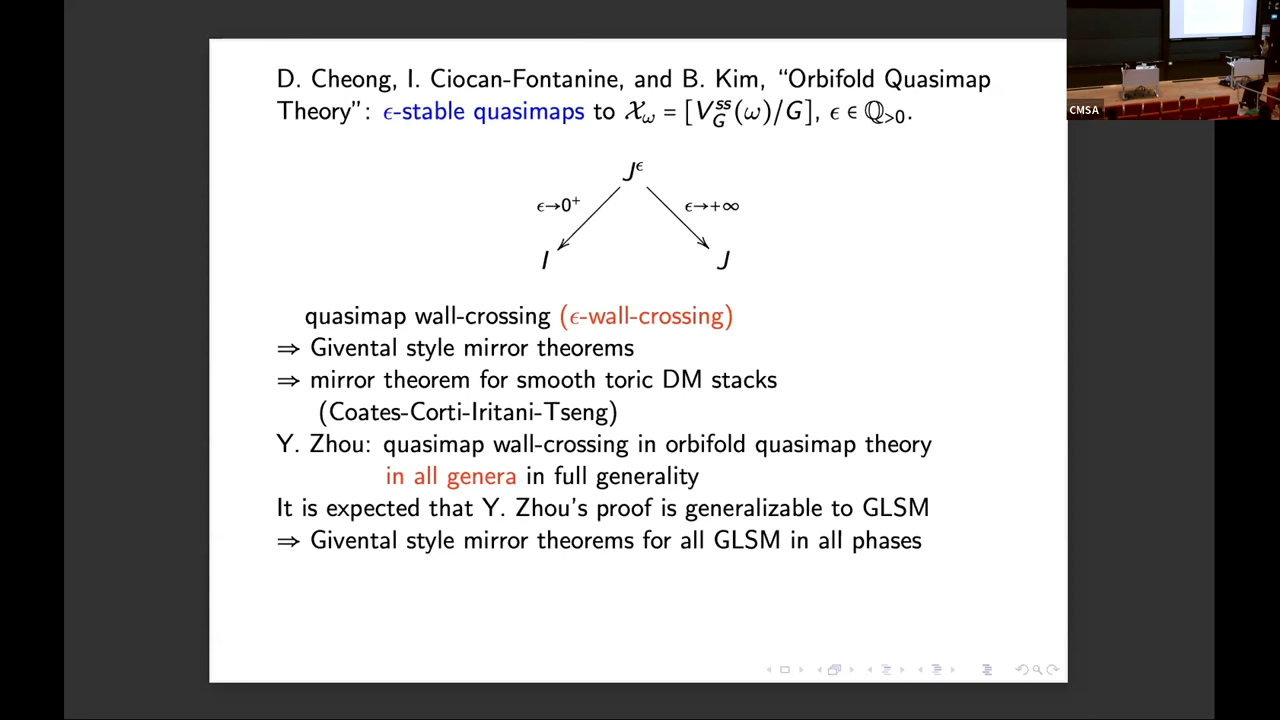 D. Cheong, I. Ciocan-Fontanine, and B. Kim, “Orbifold Quasimap
Theory”: ϵ-stable quasimaps to 𝒳_ω = [V_G^{ss}(ω)/G], ϵ ∈ ℚ_{>0}.
J^ϵ
ϵ→0⁺ ϵ→+∞
I J
quasimap wall-crossing (ϵ-wall-crossing)
⇒ Givental style mirror theorems
⇒ mirror theorem for smooth toric DM stacks
(Coates-Corti-Iritani-Tseng)
Y. Zhou: quasimap wall-crossing in orbifold quasimap theory
in all genera in full generality
It is expected that Y. Zhou’s proof is generalizable to GLSM
⇒ Givental style mirror theorems for all GLSM in all phases
CMSA